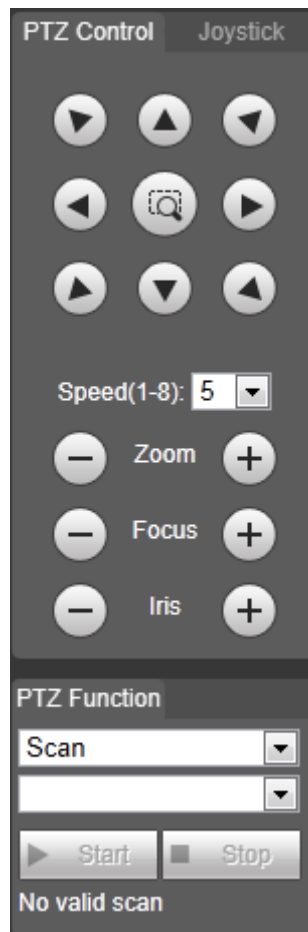 PTZ Control Joystick
Speed(1-8): 5
Zoom
Focus
Iris
PTZ Function
Scan
Start Stop
No valid scan